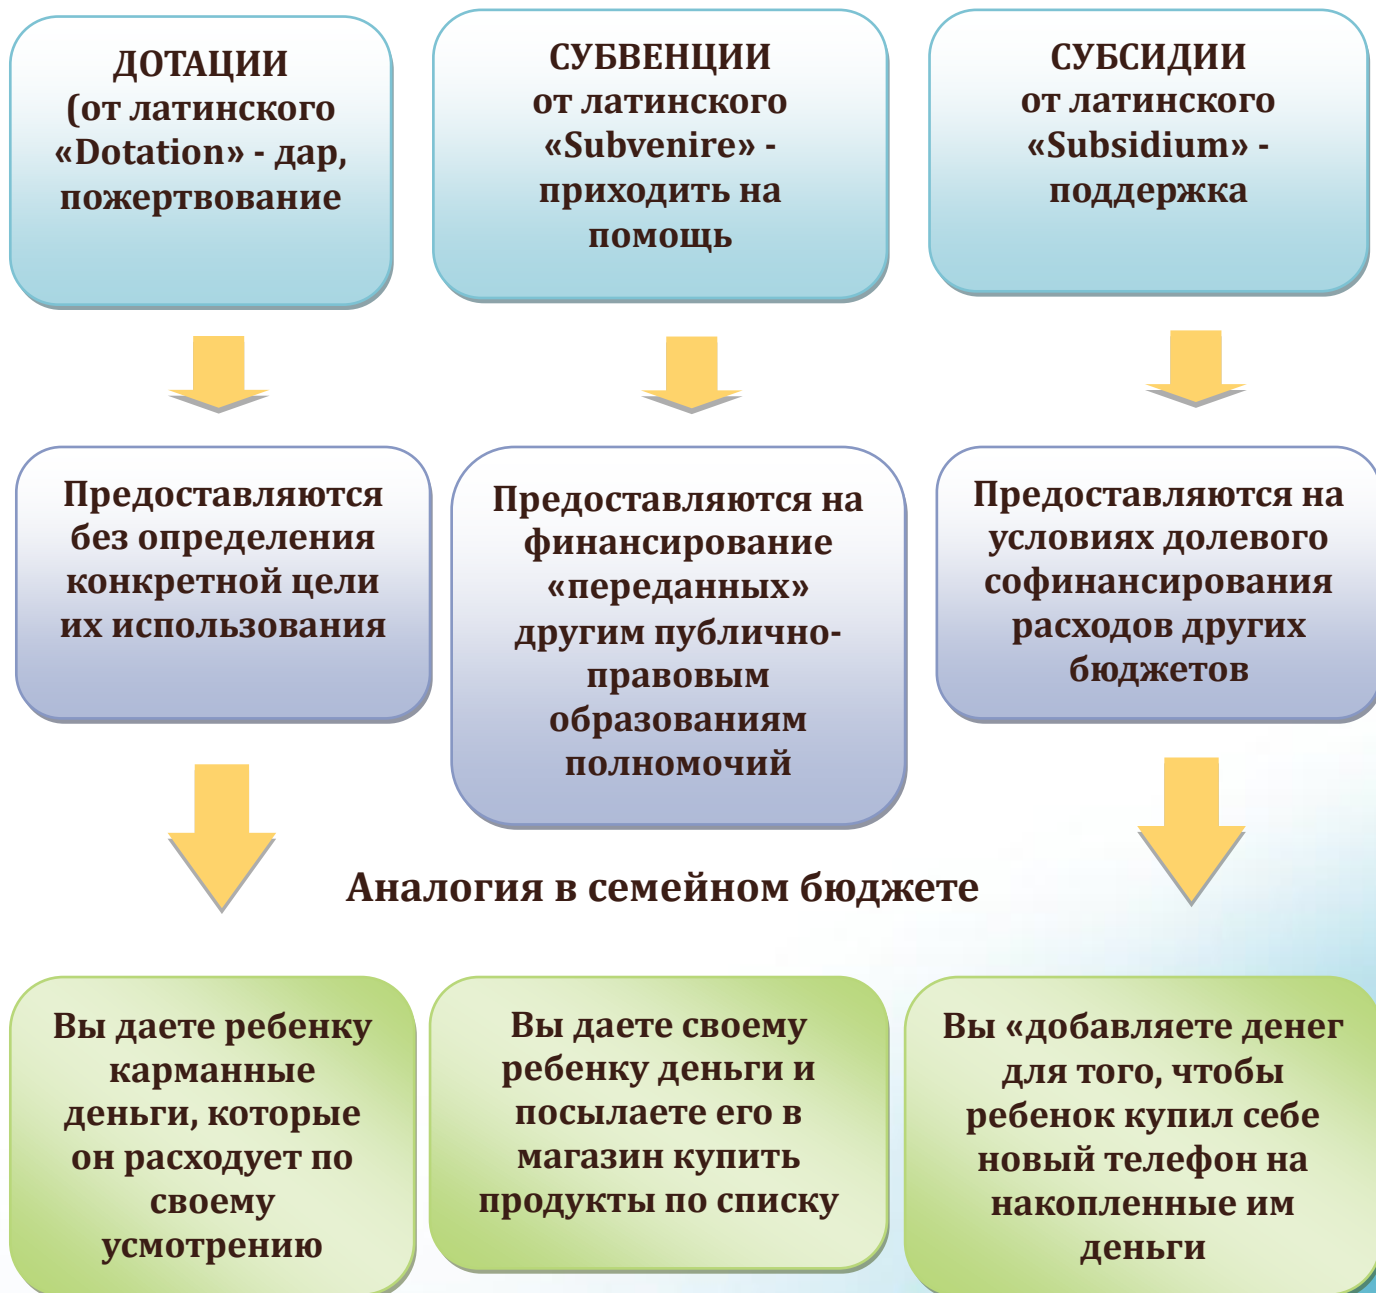 ДОТАЦИИ
(от латинского
«Dotation» - дар,
пожертвование
СУБВЕНЦИИ
от латинского
«Subvenire» -
приходить на
помощь
СУБСИДИИ
от латинского
«Subsidium» -
поддержка
Предоставляются
без определения
конкретной цели
их использования
Предоставляются на
финансирование
«переданных»
другим публично-
правовым
образованиям
полномочий
Предоставляются на
условиях долевого
софинансирования
расходов других
бюджетов
Аналогия в семейном бюджете
Вы даете ребенку
карманные
деньги, которые
он расходует по
своему
усмотрению
Вы даете своему
ребенку деньги и
посылаете его в
магазин купить
продукты по списку
Вы «добавляете денег
для того, чтобы
ребенок купил себе
новый телефон на
накопленные им
деньги